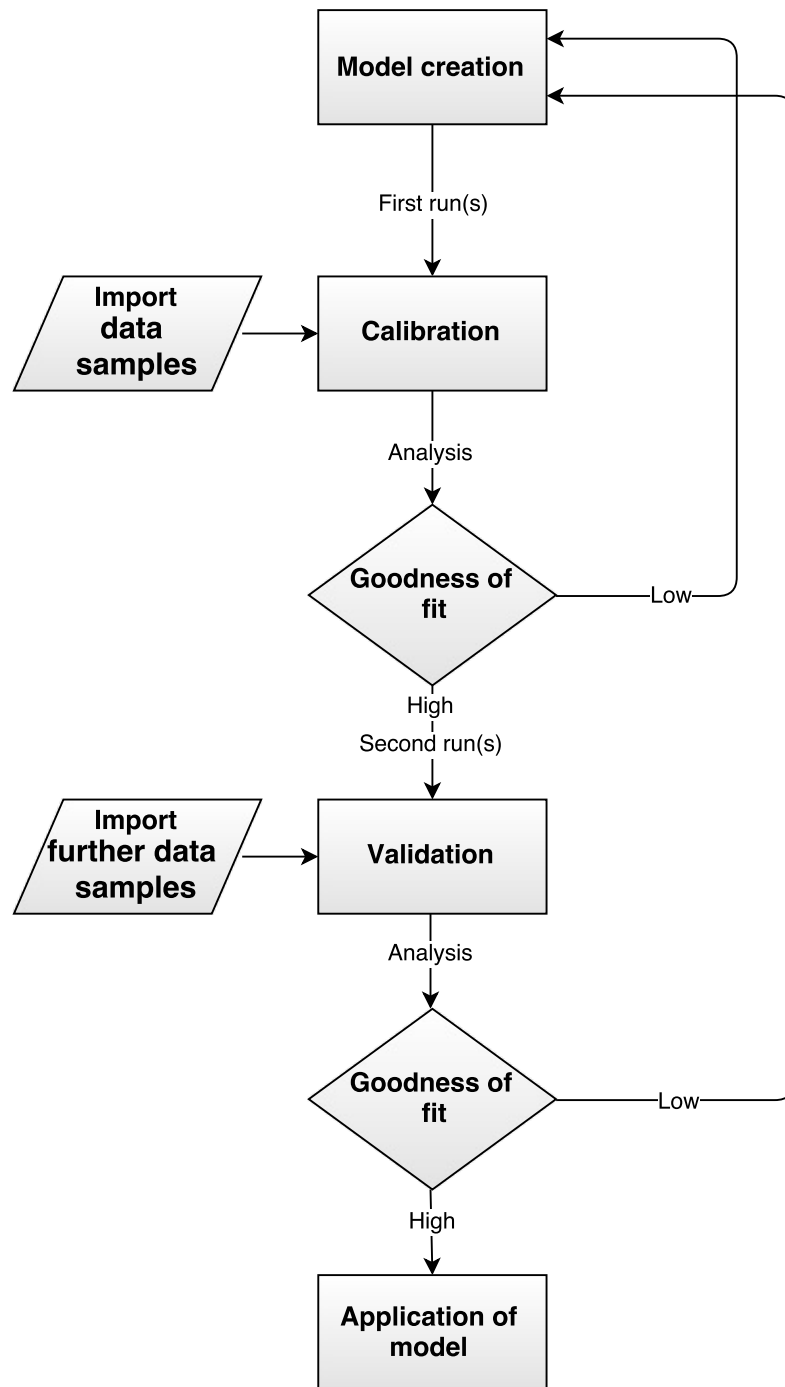 Model creation
First run(s)
Import
data
samples
Calibration
Analysis
Goodness of
fit
Low
High
Second run(s)
Import
further data
samples
Validation
Analysis
Goodness of
fit
Low
High
Application of
model